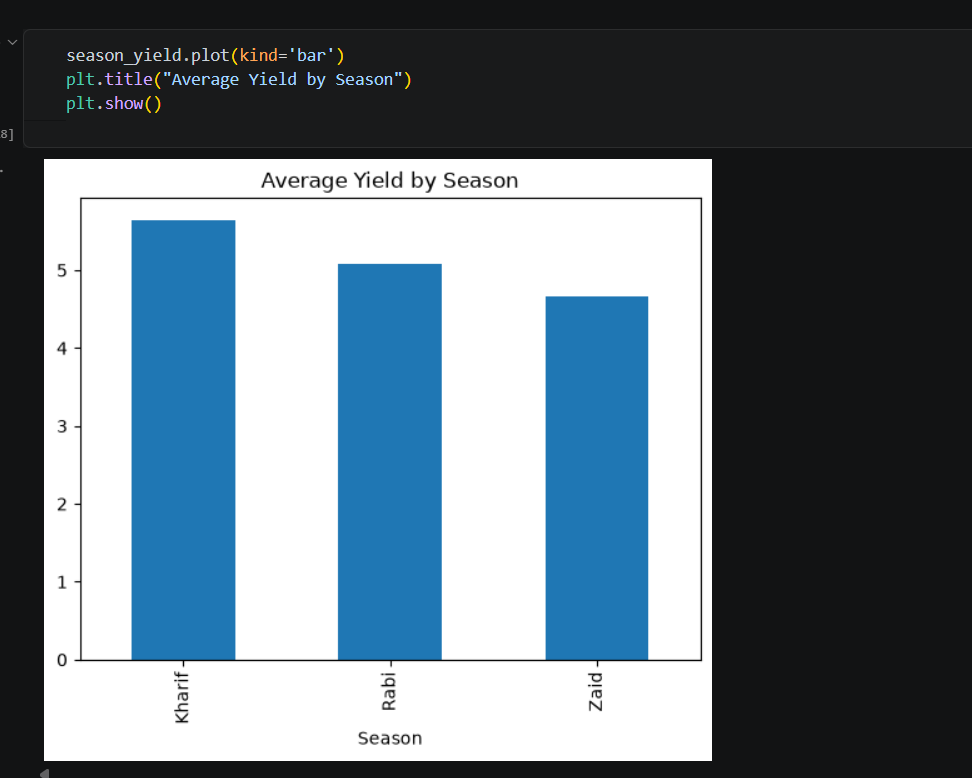 season_yield.plot(kind='bar')
plt.title("Average Yield by Season")
plt.show()
8]
Average Yield by Season
5
4
3
2
1
0
Kharif
Rabi
Zaid
Season